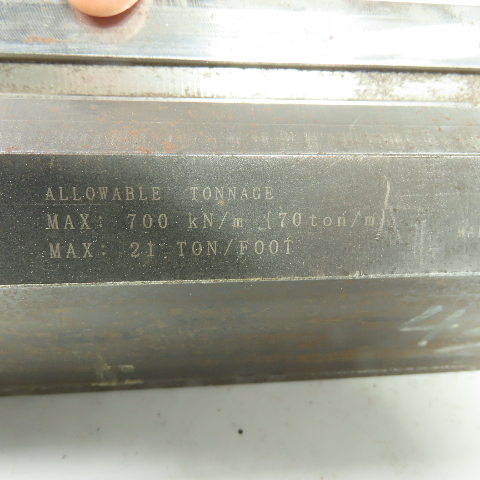 ALLOWABLE TONNAGE
MAX: 700 kN/m (70ton/m)
MAX: 21 TON/FOOT